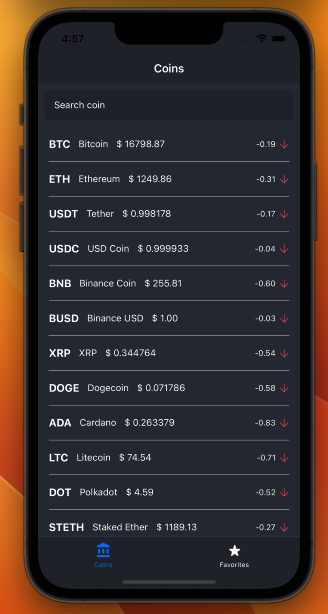 4:57
Coins
Search coin
BTC Bitcoin $ 16798.87 -0.19
ETH Ethereum $ 1249.86 -0.31
USDT Tether $ 0.998178 -0.17
USDC USD Coin $ 0.999933 -0.04
BNB Binance Coin $ 255.81 -0.60
BUSD Binance USD $ 1.00 -0.03
XRP XRP $ 0.344764 -0.54
DOGE Dogecoin $ 0.071786 -0.58
ADA Cardano $ 0.263379 -0.83
LTC Litecoin $ 74.54 -0.71
DOT Polkadot $ 4.59 -0.52
STETH Staked Ether $ 1189.13 -0.27
Coins Favorites